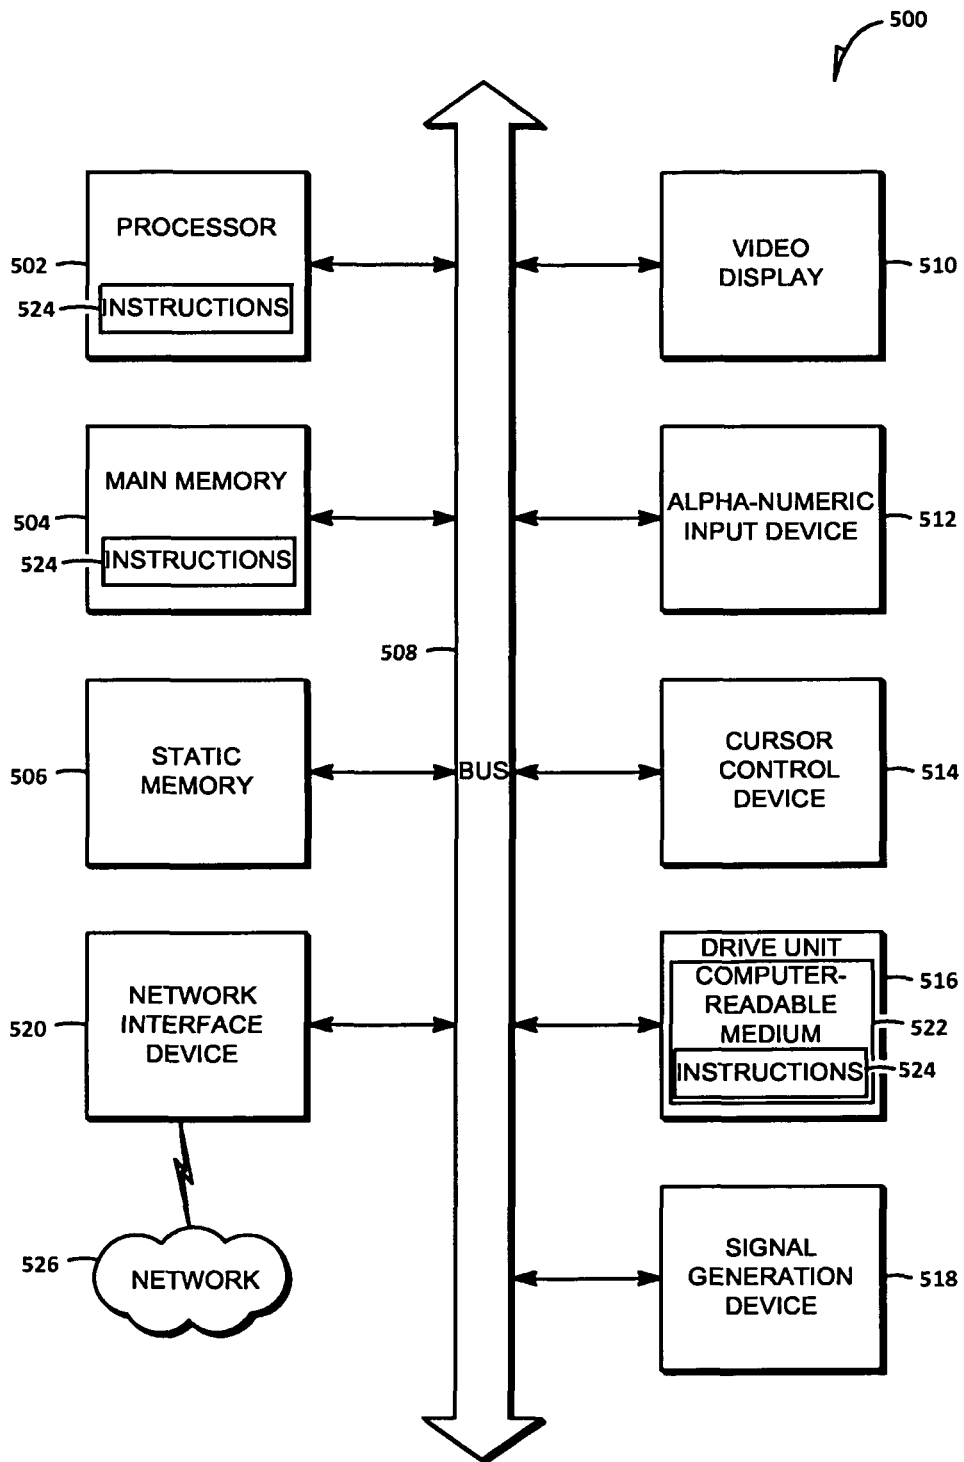 500
PROCESSOR
502
524
INSTRUCTIONS
VIDEO
DISPLAY
510
MAIN MEMORY
504
524
INSTRUCTIONS
ALPHA-NUMERIC
INPUT DEVICE
512
508
STATIC
MEMORY
506
BUS
CURSOR
CONTROL
DEVICE
514
NETWORK
INTERFACE
DEVICE
520
DRIVE UNIT
COMPUTER-
READABLE
MEDIUM
516
522
INSTRUCTIONS
524
526
NETWORK
SIGNAL
GENERATION
DEVICE
518